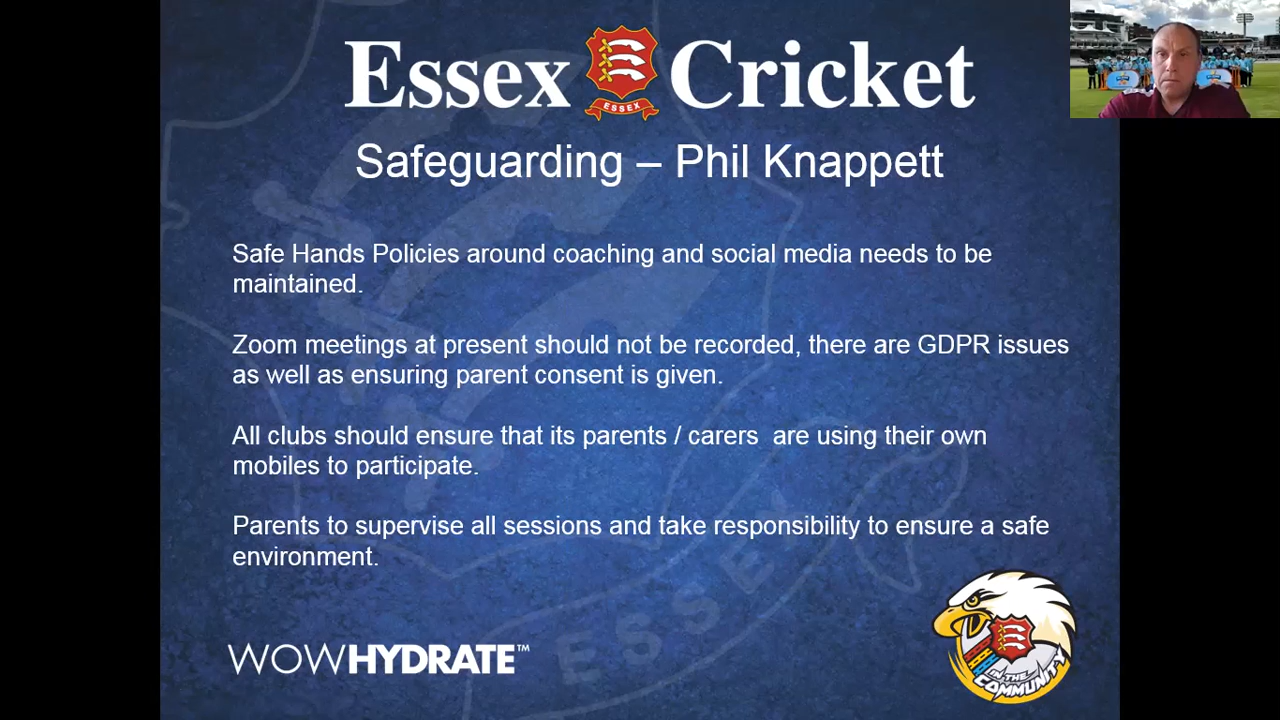 Essex Cricket
ESSEX
Safeguarding – Phil Knappett
Safe Hands Policies around coaching and social media needs to be
maintained.
Zoom meetings at present should not be recorded, there are GDPR issues
as well as ensuring parent consent is given.
All clubs should ensure that its parents / carers  are using their own
mobiles to participate.
Parents to supervise all sessions and take responsibility to ensure a safe
environment.
ESSEX
WOWHYDRATE™
IN THE
COMMUNITY